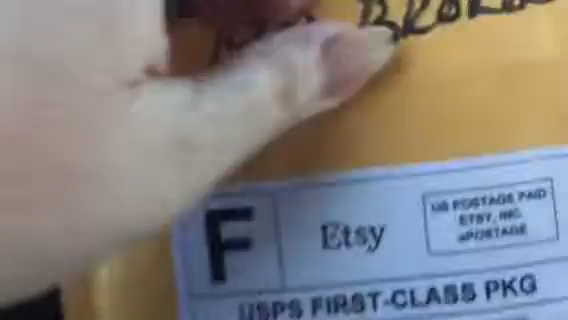 F
Etsy
US POSTAGE PAID
ETSY, INC.
ePOSTAGE
USPS FIRST-CLASS PKG